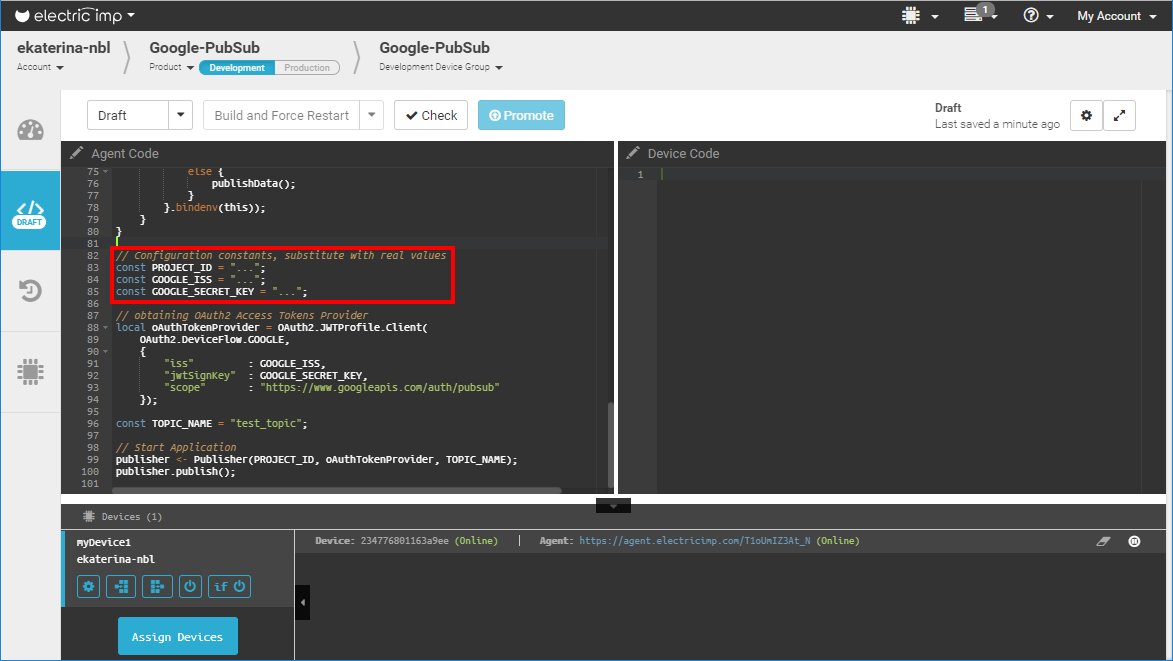 electric imp
1
My Account
ekaterina-nbl
Account
Google-PubSub
Product
Development
Production
Google-PubSub
Development Device Group
Draft
Build and Force Restart
Check
Promote
Draft
Last saved a minute ago
Agent Code
75 else {
76 publishData();
77 }
78 }.bindenv(this));
79 }
80 }
81
82 // Configuration constants, substitute with real values
83 const PROJECT_ID = "...";
84 const GOOGLE_ISS = "...";
85 const GOOGLE_SECRET_KEY = "...";
86
87 // obtaining OAuth2 Access Tokens Provider
88 local oAuthTokenProvider = OAuth2.JWTProfile.Client(
89 OAuth2.DeviceFlow.GOOGLE,
90 {
91 "iss" : GOOGLE_ISS,
92 "jwtSignKey" : GOOGLE_SECRET_KEY,
93 "scope" : "https://www.googleapis.com/auth/pubsub"
94 });
95
96 const TOPIC_NAME = "test_topic";
97
98 // Start Application
99 publisher <- Publisher(PROJECT_ID, oAuthTokenProvider, TOPIC_NAME);
100 publisher.publish();
101
Device Code
1
DRAFT
Devices (1)
myDevice1
ekaterina-nbl
if
Assign Devices
Device: 234776801163a9ee (Online) | Agent: https://agent.electricimp.com/T1oUmIZ3At_N (Online)